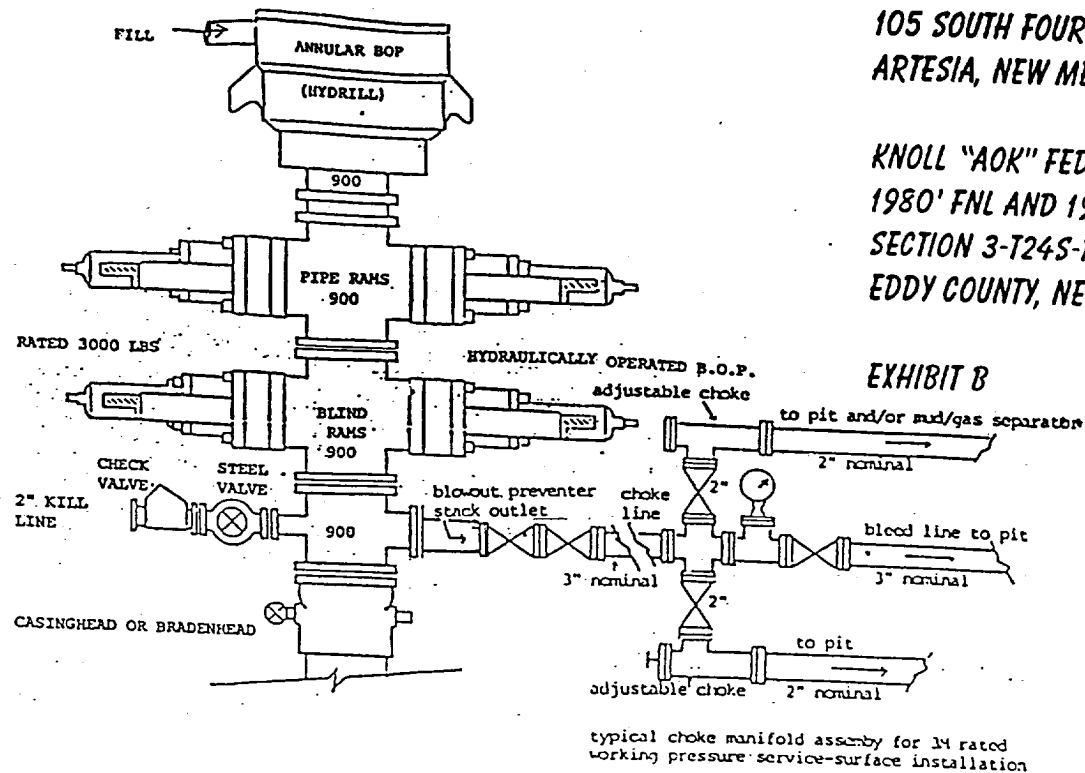 105 SOUTH FOUR
ARTESIA, NEW ME
KNOLL "AOK" FED
1980' FNL AND 19
SECTION 3-T24S-
EDDY COUNTY, NE
EXHIBIT B
FILL
ANNULAR BOP
(HYDRILL)
900
PIPE RAMS
900
RATED 3000 LBS
HYDRAULICALLY OPERATED B.O.P.
BLIND
RAMS
900
adjustable choke
to pit and/or mud/gas separator
2" nominal
CHECK
VALVE
STEEL
VALVE
2" KILL
LINE
blowout preventer
stack outlet
choke
line
2"
900
3" nominal
bleed line to pit
3" nominal
2"
CASINGHEAD OR BRADENHEAD
to pit
adjustable choke
2" nominal
typical choke manifold assemby for 3M rated
working pressure service-surface installation